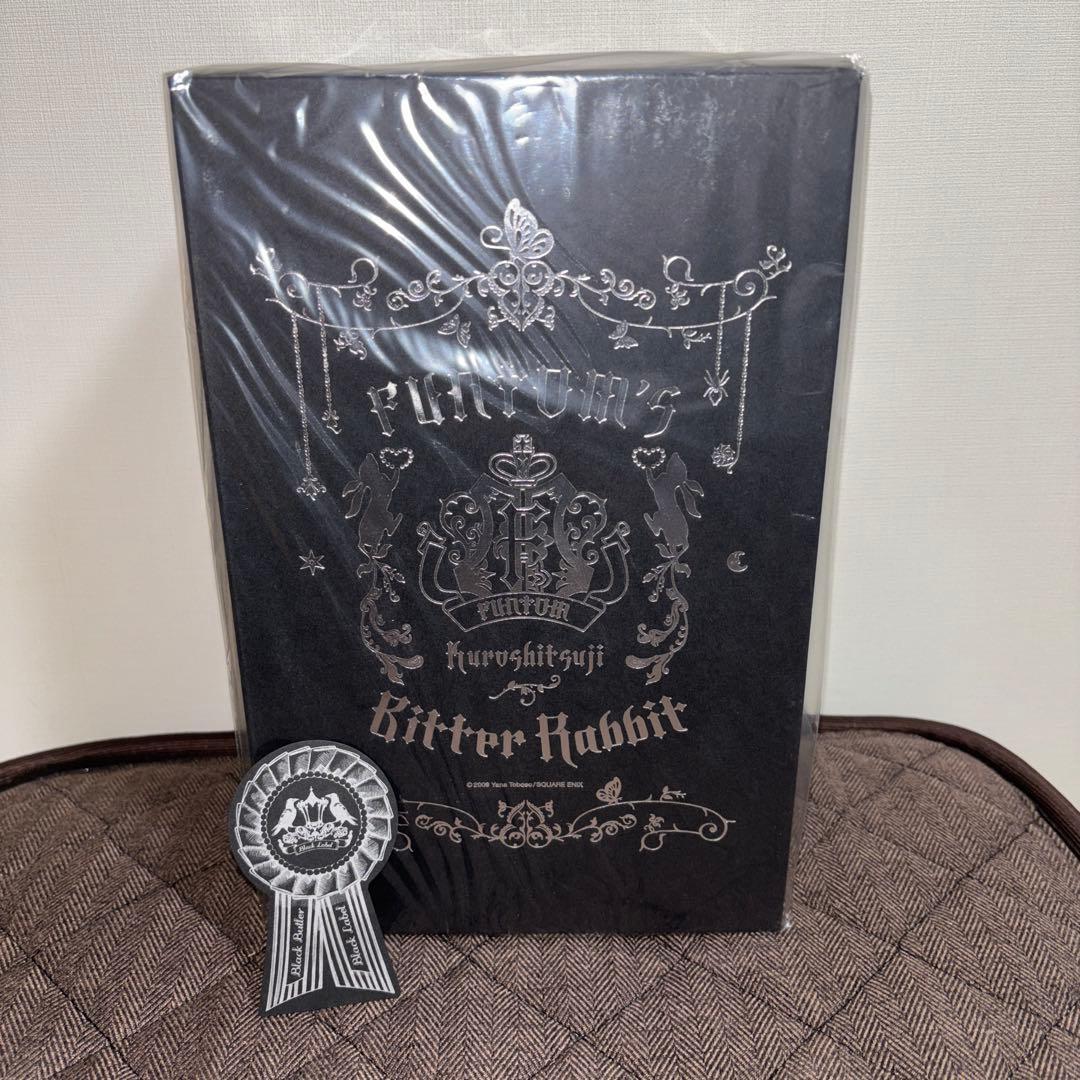 FUNTOM's
FUNTOM
Kuroshitsuji
Bitter Rabbit
©2009 Yana Toboso/SQUARE ENIX
Black Label
Black Butler
Black Label